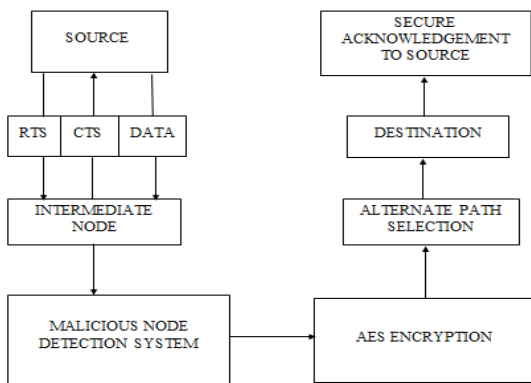 SOURCE
RTS
CTS
DATA
INTERMEDIATE
NODE
MALICIOUS NODE
DETECTION SYSTEM
AES ENCRYPTION
ALTERNATE PATH
SELECTION
DESTINATION
SECURE
ACKNOWLEDGEMENT
TO SOURCE